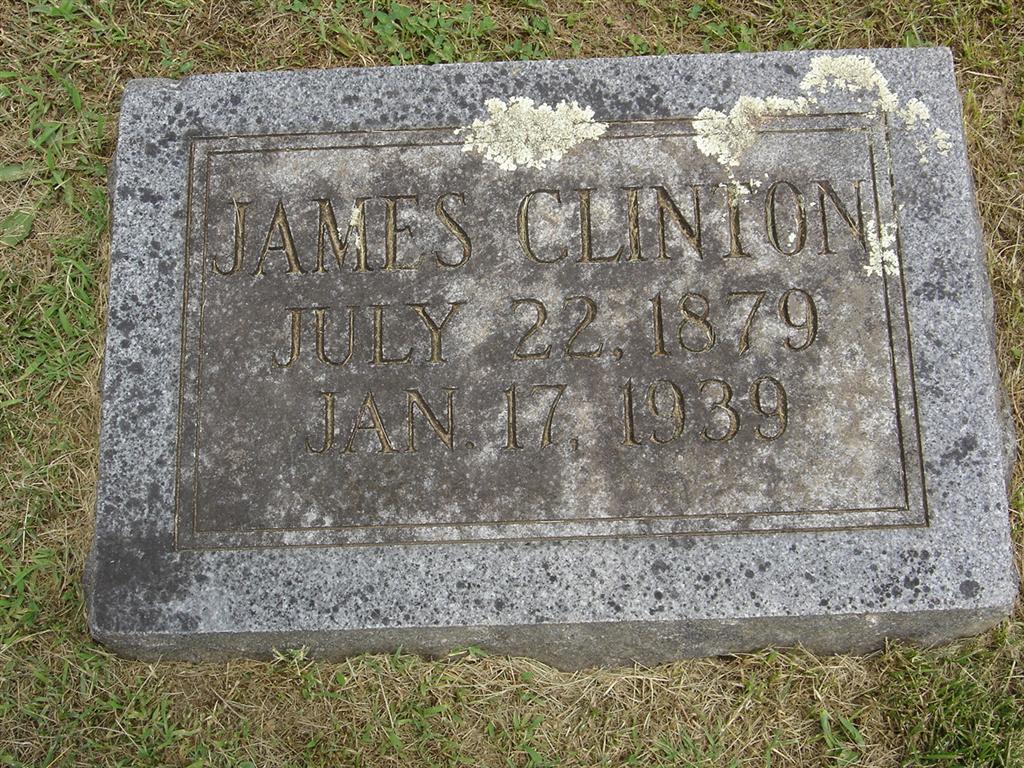 JAMES CLINTON
JULY 22, 1879
JAN. 17, 1939